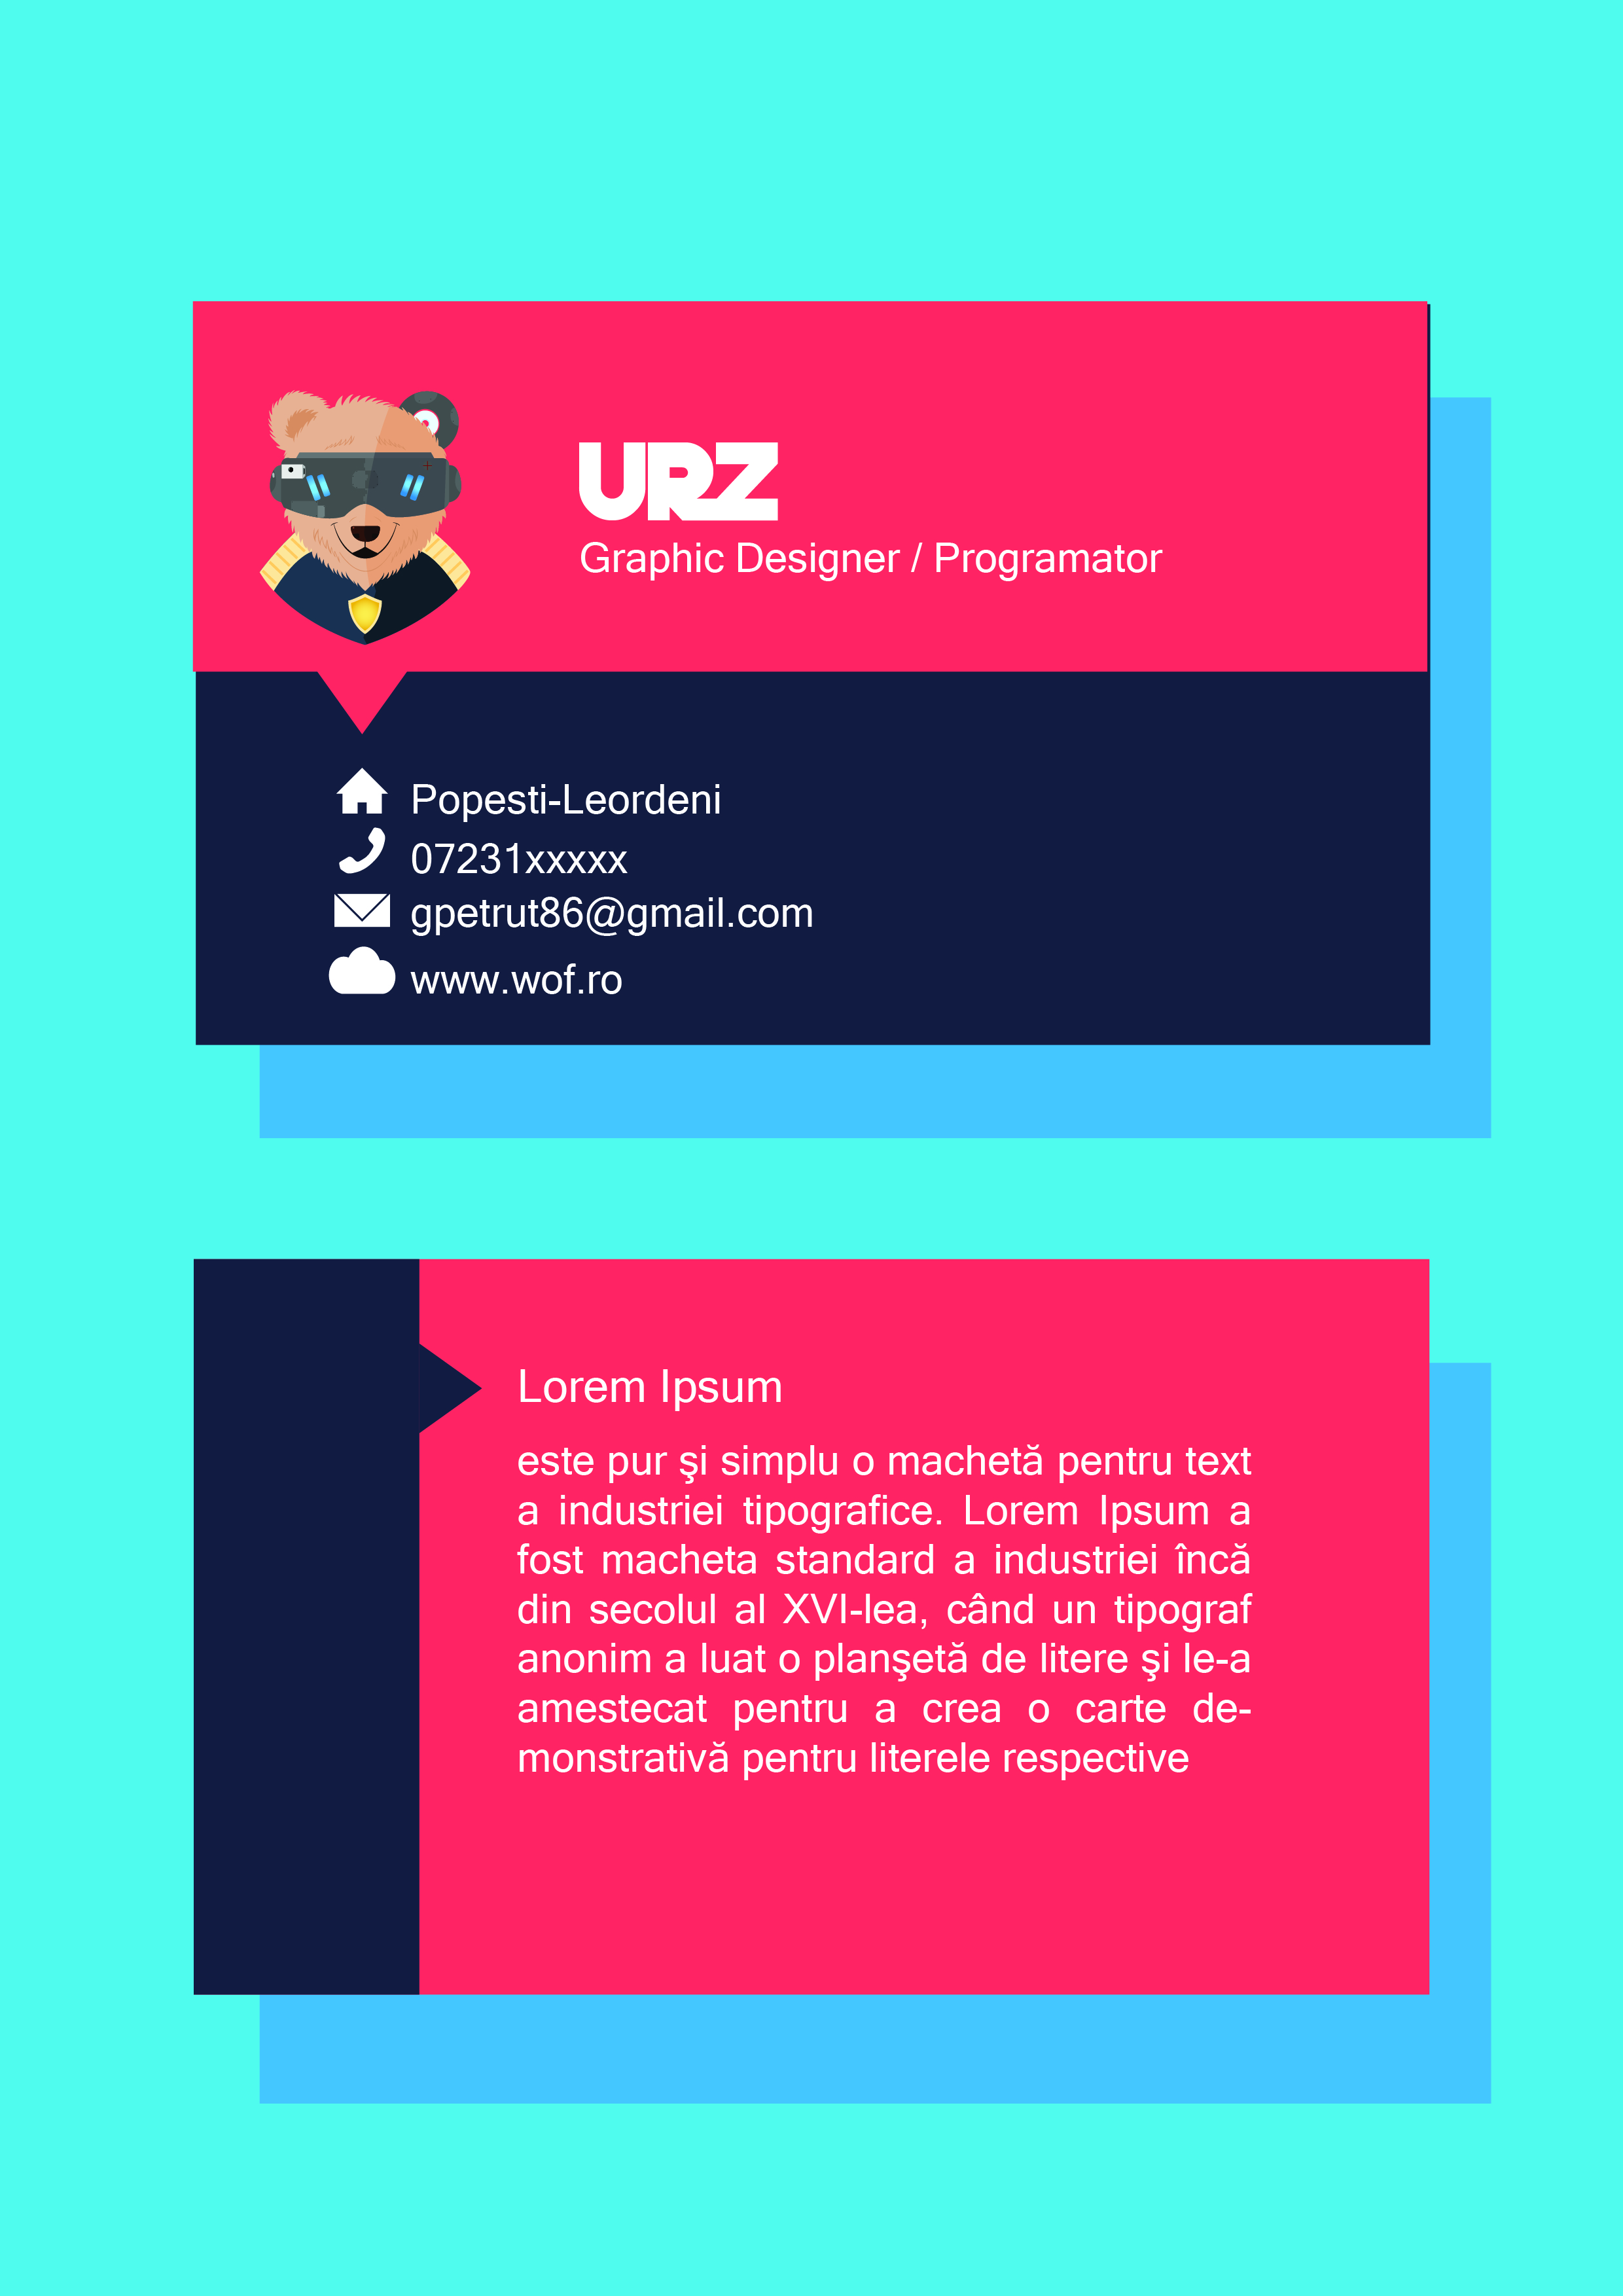 URZ
Graphic Designer / Programator
Popesti-Leordeni
07231xxxxx
gpetrut86@gmail.com
www.wof.ro
Lorem Ipsum
este pur şi simplu o machetă pentru text
a industriei tipografice. Lorem Ipsum a
fost macheta standard a industriei încă
din secolul al XVI-lea, când un tipograf
anonim a luat o planşetă de litere şi le-a
amestecat pentru a crea o carte de-
monstrativă pentru literele respective